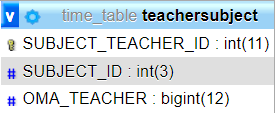 v time_table teachersubject
SUBJECT_TEACHER_ID : int(11)
# SUBJECT_ID : int(3)
# OMA_TEACHER : bigint(12)